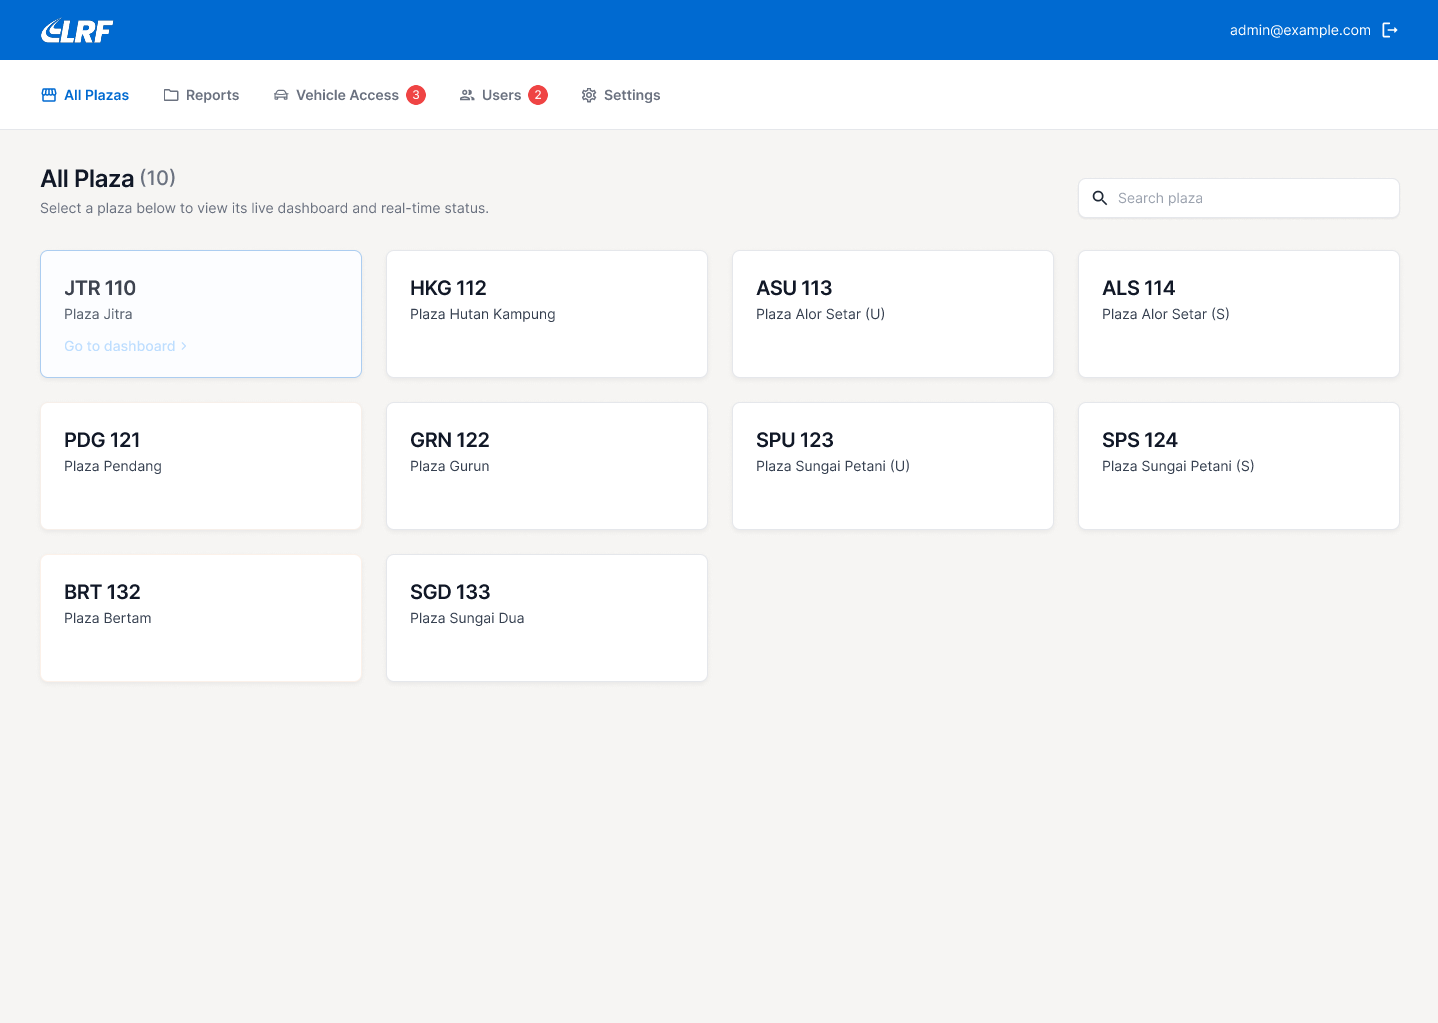 CLRF
admin@example.com
All Plazas
Reports
Vehicle Access 3
Users 2
Settings
All Plaza (10)
Select a plaza below to view its live dashboard and real-time status.
Search plaza
JTR 110
Plaza Jitra
Go to dashboard >
HKG 112
Plaza Hutan Kampung
ASU 113
Plaza Alor Setar (U)
ALS 114
Plaza Alor Setar (S)
PDG 121
Plaza Pendang
GRN 122
Plaza Gurun
SPU 123
Plaza Sungai Petani (U)
SPS 124
Plaza Sungai Petani (S)
BRT 132
Plaza Bertam
SGD 133
Plaza Sungai Dua